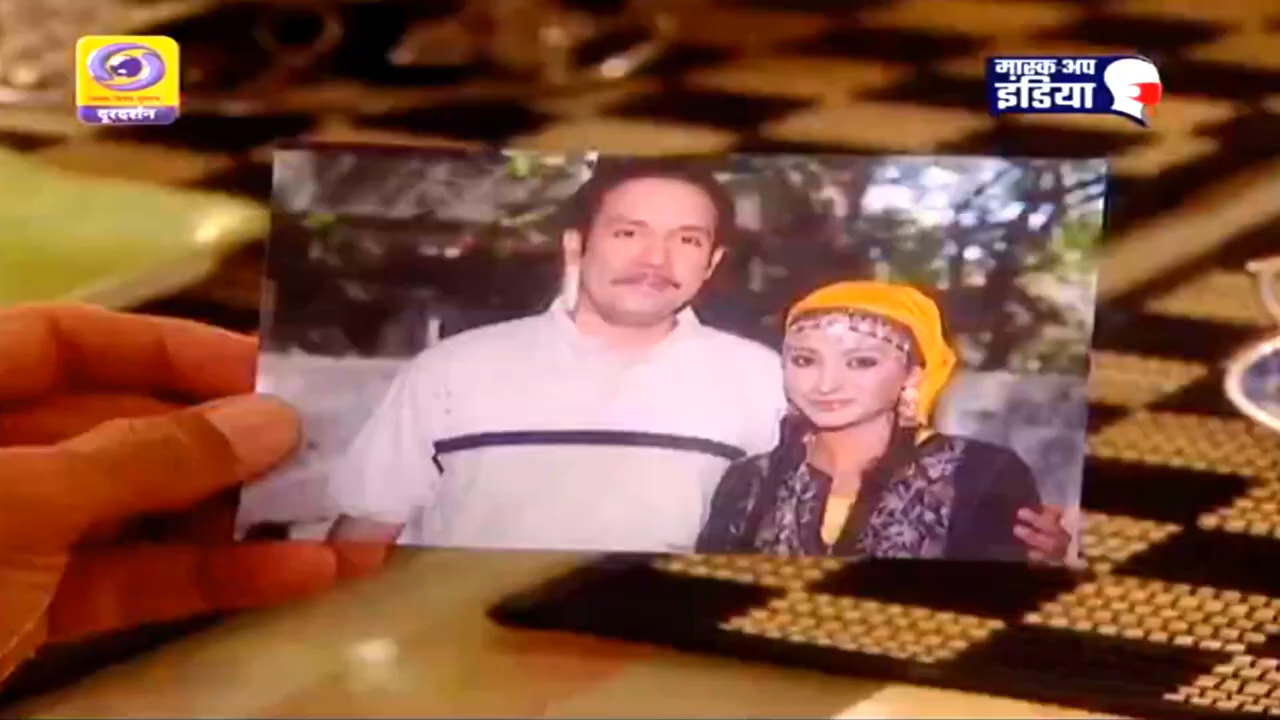 दूरदर्शन
मास्क अप
इंडिया